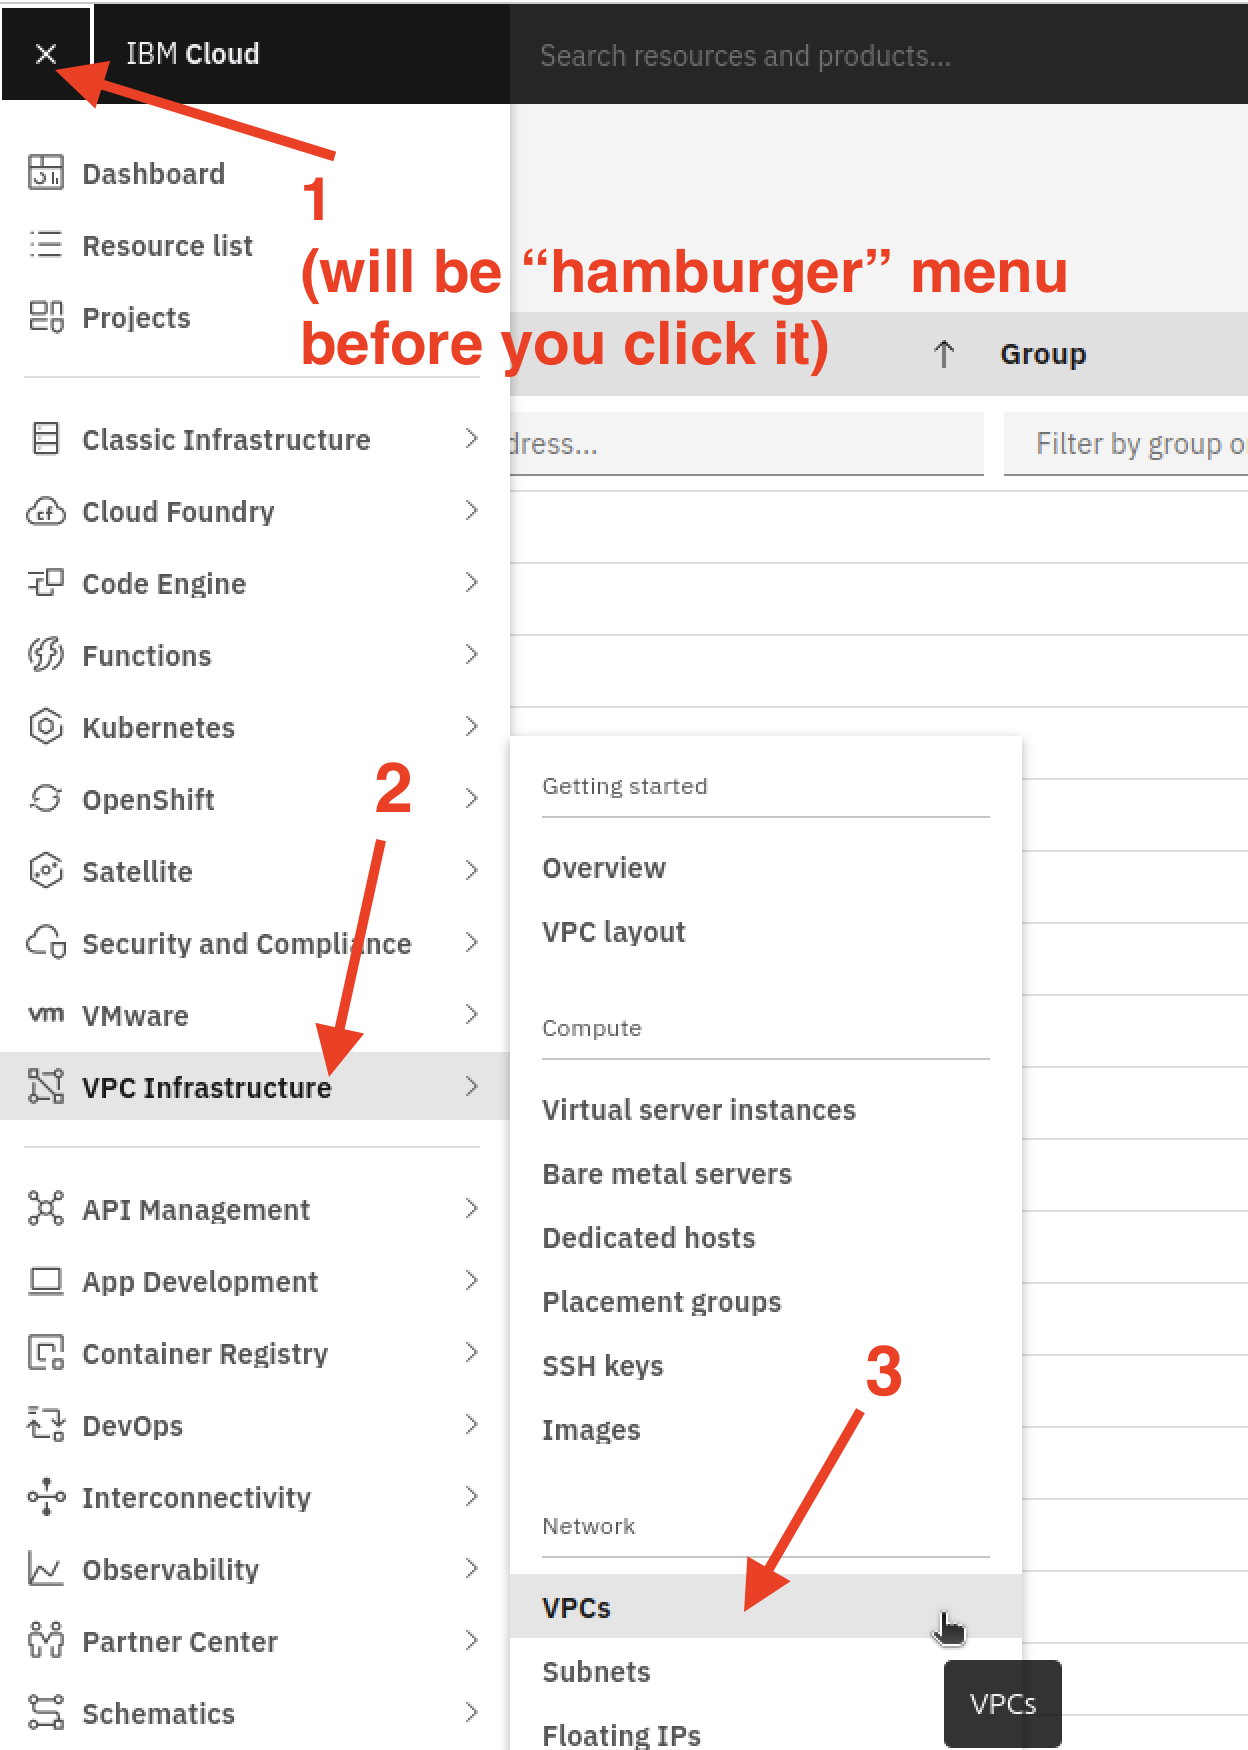 IBM Cloud
Search resources and products...
Dashboard
1
Resource list
(will be “hamburger” menu
Projects
before you click it)
Group
Classic Infrastructure
dress...
Filter by group o
cf
Cloud Foundry
Code Engine
Functions
Kubernetes
2
OpenShift
Satellite
Security and Compliance
vm VMware
VPC Infrastructure
API Management
App Development
Container Registry
DevOps
Interconnectivity
Observability
Partner Center
Schematics
Getting started
Overview
VPC layout
Compute
Virtual server instances
Bare metal servers
Dedicated hosts
Placement groups
SSH keys
3
Images
Network
VPCs
Subnets
VPCs
Floating IPs